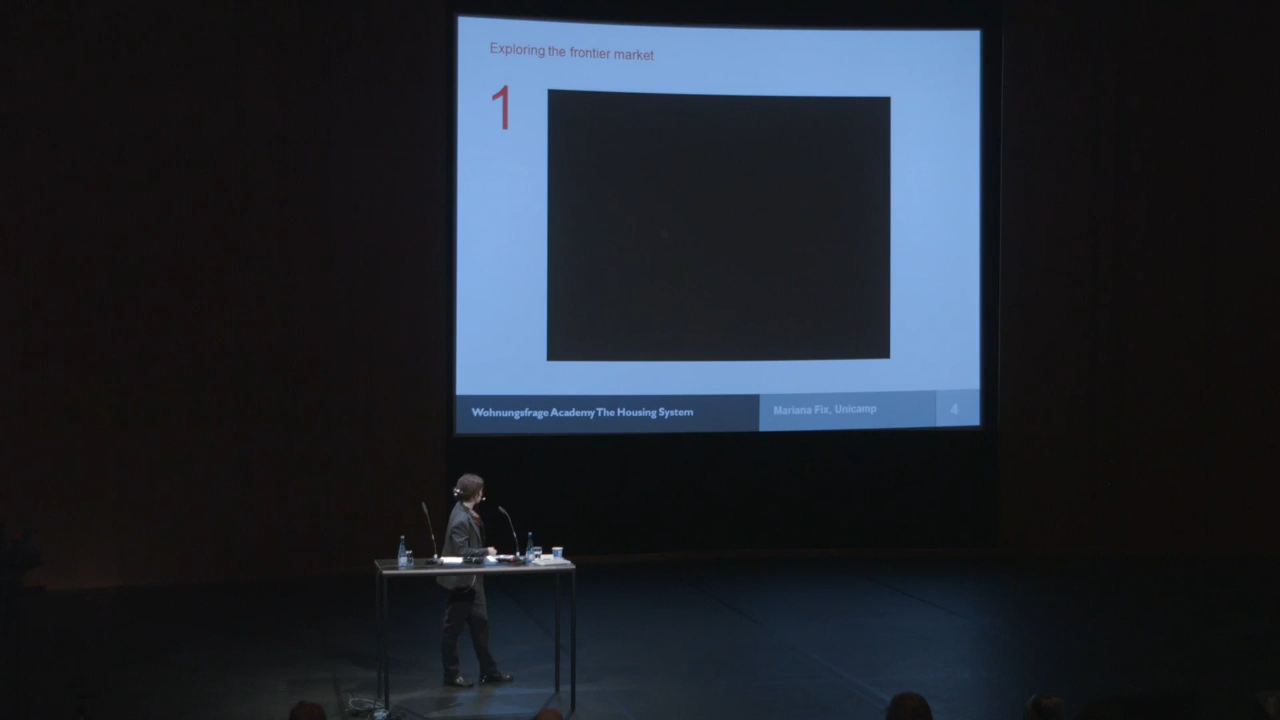 Exploring the frontier market
1
Wohnungsfrage Academy The Housing System
Mariana Fix, Unicamp
4